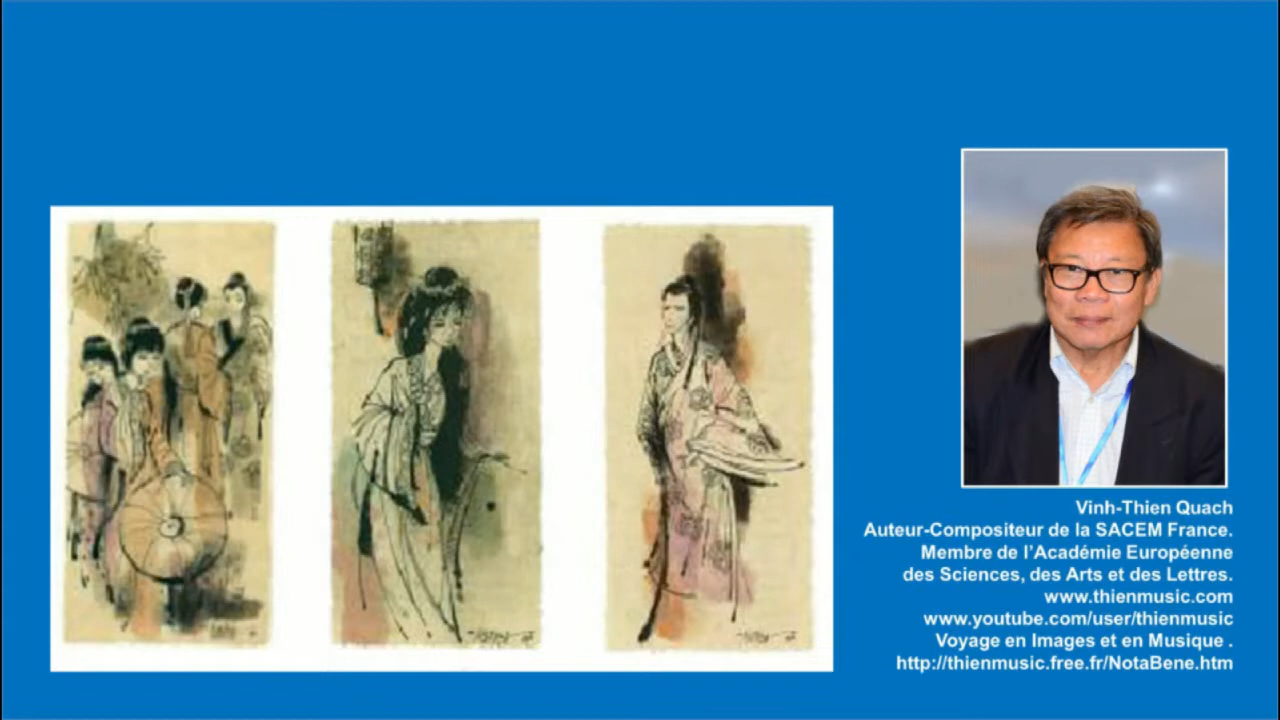 Vinh-Thien Quach
Auteur-Compositeur de la SACEM France.
Membre de l'Académie Européenne
des Sciences, des Arts et des Lettres.
www.thienmusic.com
www.youtube.com/user/thienmusic
Voyage en Images et en Musique .
http://thienmusic.free.fr/NotaBene.htm